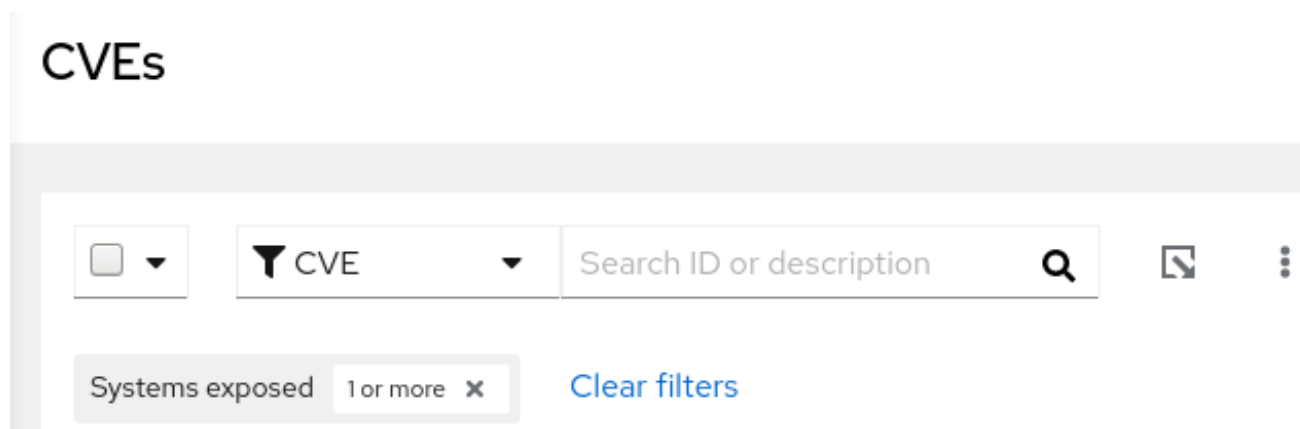 CVEs
CVE Search ID or description
Systems exposed 1 or more Clear filters